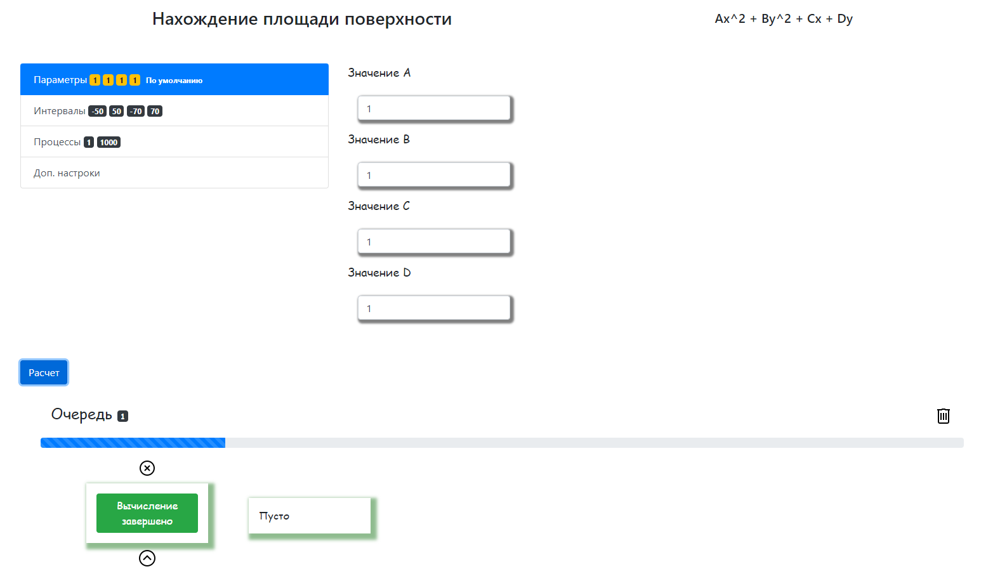 Нахождение площади поверхности
Ax^2 + By^2 + Cx + Dy
Параметры 1 1 1 1 По умолчанию
Интервалы -50 50 -70 70
Процессы 1 1000
Доп. настроки
Значение A
1
Значение B
1
Значение C
1
Значение D
1
Расчет
Очередь 1
Вычисление
завершено
Пусто